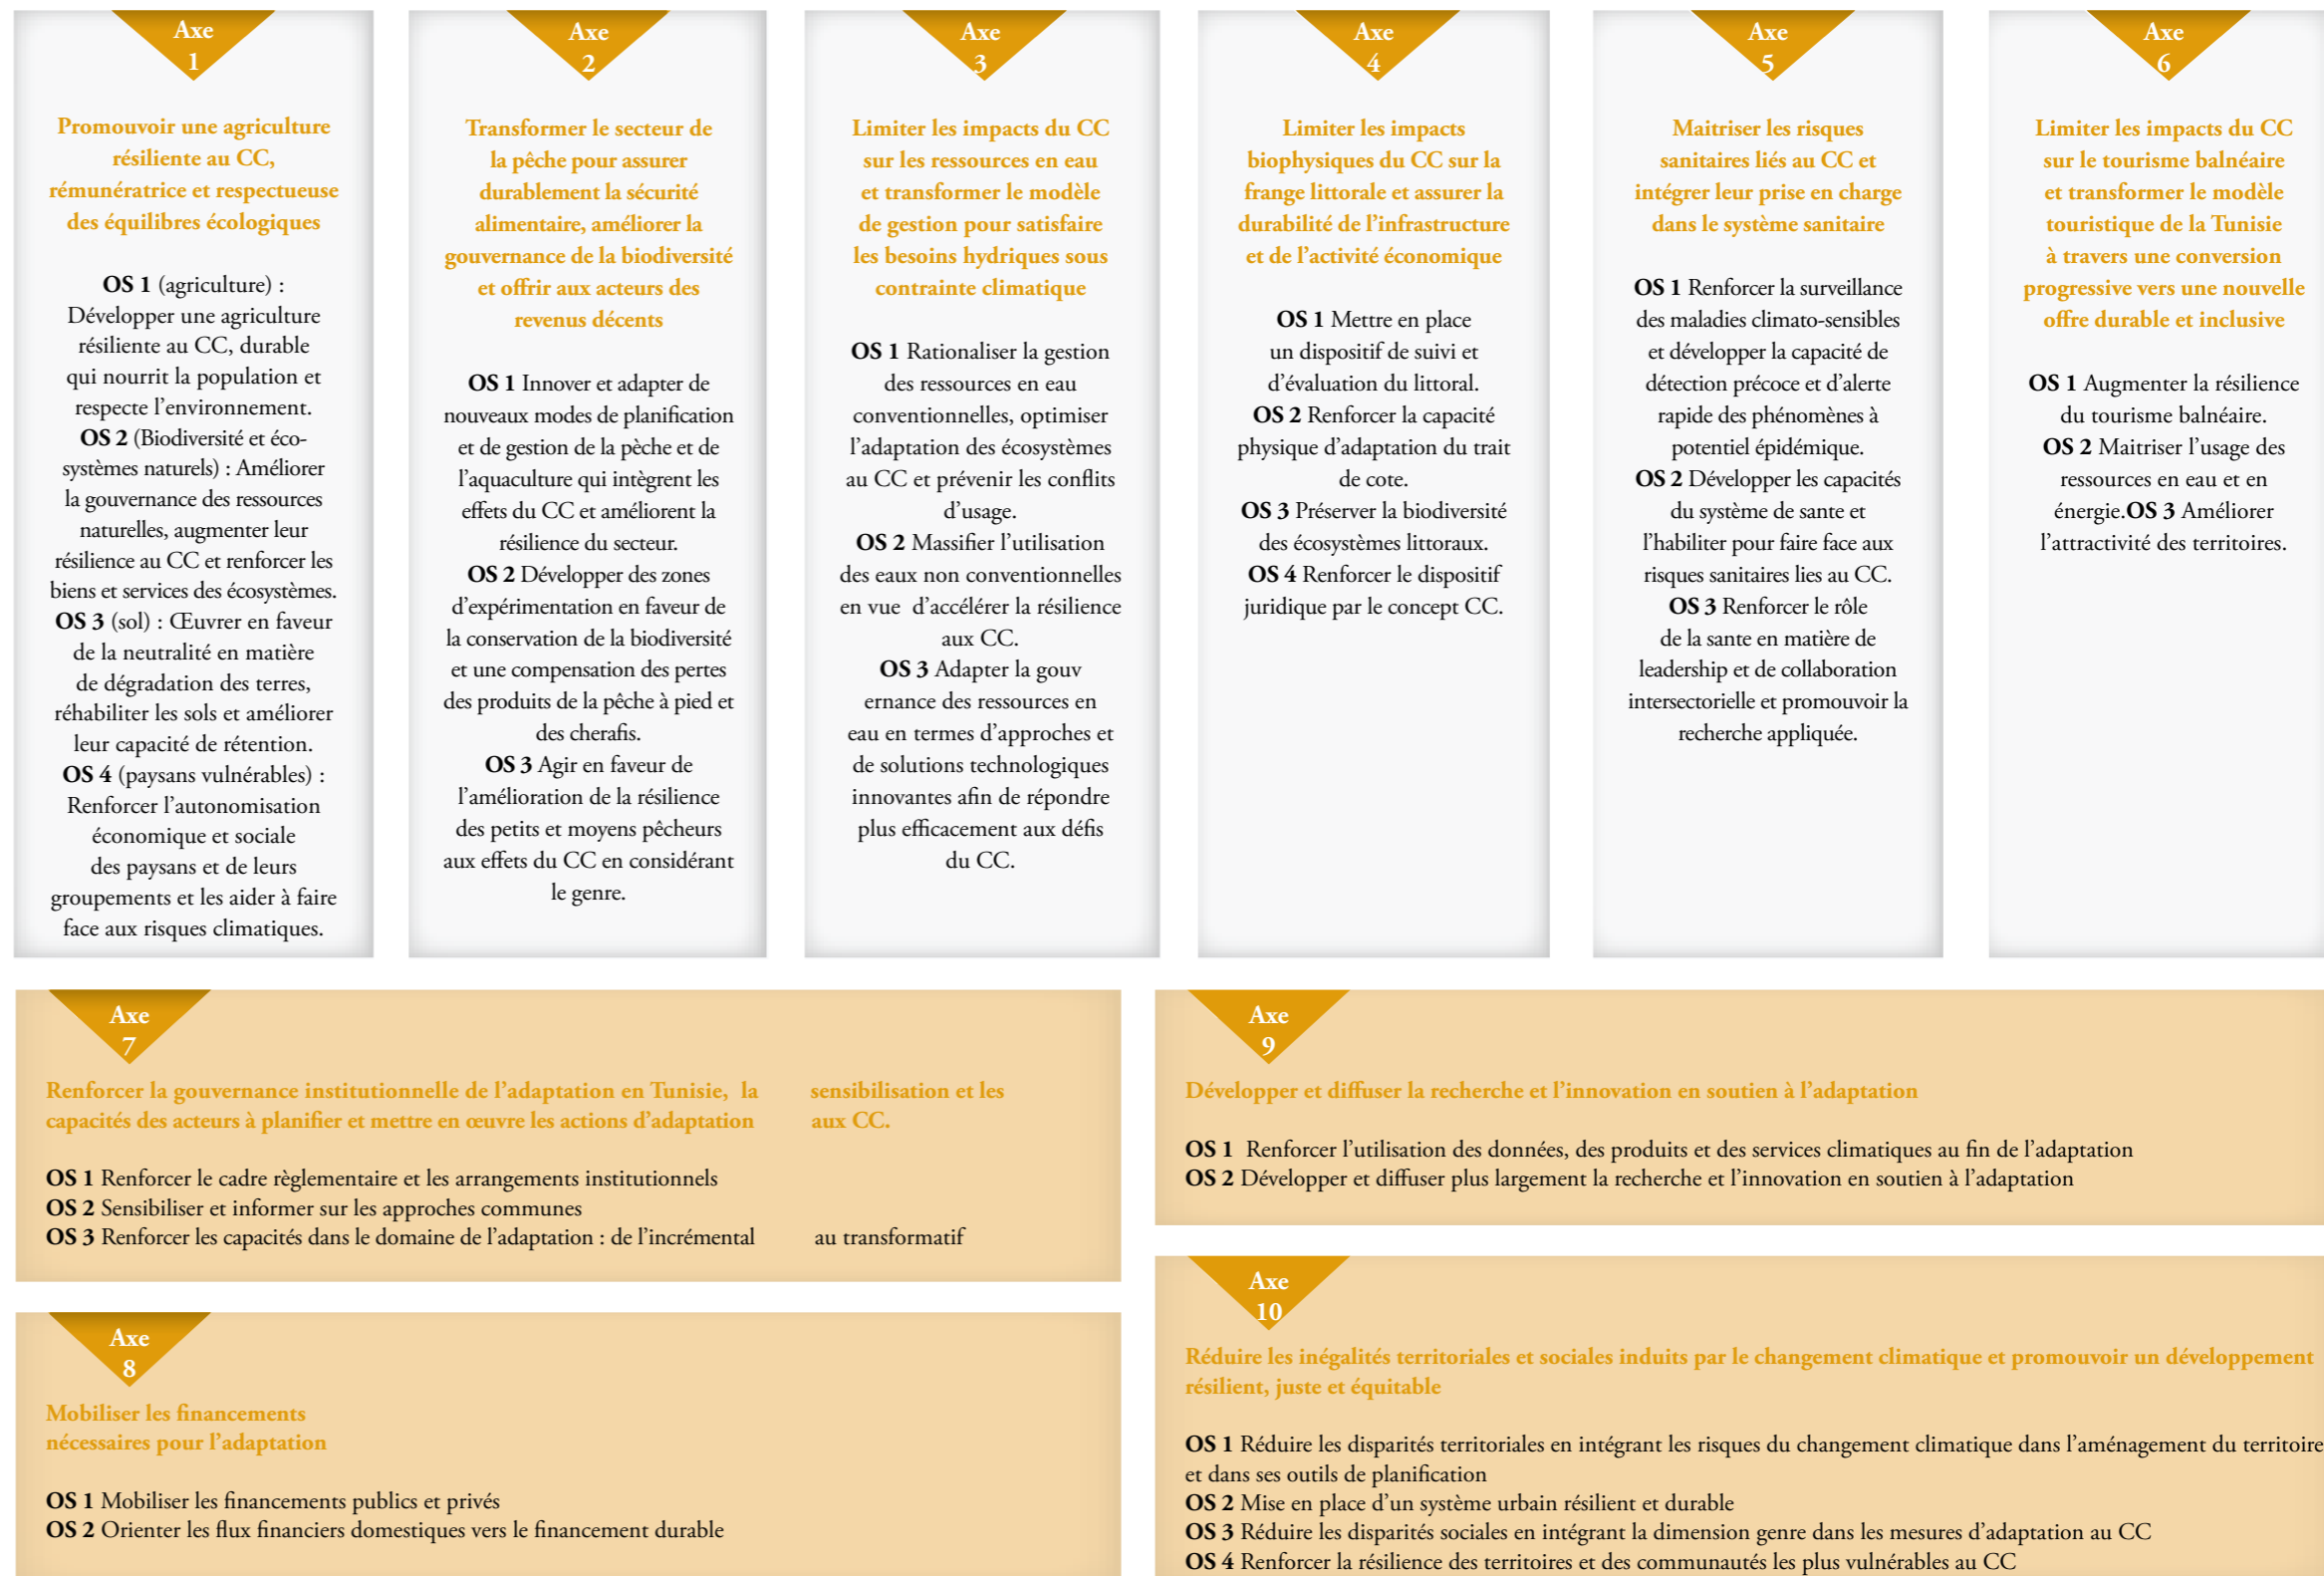 Axe
1
Promouvoir une agriculture
résiliente au CC,
rémunératrice et respectueuse
des équilibres écologiques
OS 1 (agriculture) :
Développer une agriculture
résiliente au CC, durable
qui nourrit la population et
respecte l’environnement.
OS 2 (Biodiversité et éco-
systèmes naturels) : Améliorer
la gouvernance des ressources
naturelles, augmenter leur
résilience au CC et renforcer les
biens et services des écosystèmes.
OS 3 (sol) : Œuvrer en faveur
de la neutralité en matière
de dégradation des terres,
réhabiliter les sols et améliorer
leur capacité de rétention.
OS 4 (paysans vulnérables) :
Renforcer l’autonomisation
économique et sociale
des paysans et de leurs
groupements et les aider à faire
face aux risques climatiques.
Axe
2
Transformer le secteur de
la pêche pour assurer
durablement la sécurité
alimentaire, améliorer la
gouvernance de la biodiversité
et offrir aux acteurs des
revenus décents
OS 1 Innover et adapter de
nouveaux modes de planification
et de gestion de la pèche et de
l’aquaculture qui intègrent les
effets du CC et améliorent la
résilience du secteur.
OS 2 Développer des zones
d’expérimentation en faveur de
la conservation de la biodiversité
et une compensation des pertes
des produits de la pêche à pied et
des cherafis.
OS 3 Agir en faveur de
l’amélioration de la résilience
des petits et moyens pêcheurs
aux effets du CC en considérant
le genre.
Axe
3
Limiter les impacts du CC
sur les ressources en eau
et transformer le modèle
de gestion pour satisfaire
les besoins hydriques sous
contrainte climatique
OS 1 Rationaliser la gestion
des ressources en eau
conventionnelles, optimiser
l’adaptation des écosystèmes
au CC et prévenir les conflits
d’usage.
OS 2 Massifier l’utilisation
des eaux non conventionnelles
en vue d’accélérer la résilience
aux CC.
OS 3 Adapter la gouv
ernance des ressources en
eau en termes d’approches et
de solutions technologiques
innovantes afin de répondre
plus efficacement aux défis
du CC.
Axe
4
Limiter les impacts
biophysiques du CC sur la
frange littorale et assurer la
durabilité de l’infrastructure
et de l’activité économique
OS 1 Mettre en place
un dispositif de suivi et
d’évaluation du littoral.
OS 2 Renforcer la capacité
physique d’adaptation du trait
de cote.
OS 3 Préserver la biodiversité
des écosystèmes littoraux.
OS 4 Renforcer le dispositif
juridique par le concept CC.
Axe
5
Maitriser les risques
sanitaires liés au CC et
intégrer leur prise en charge
dans le système sanitaire
OS 1 Renforcer la surveillance
des maladies climato-sensibles
et développer la capacité de
détection précoce et d’alerte
rapide des phénomènes à
potentiel épidémique.
OS 2 Développer les capacités
du système de sante et
l’habiliter pour faire face aux
risques sanitaires lies au CC.
OS 3 Renforcer le rôle
de la sante en matière de
leadership et de collaboration
intersectorielle et promouvoir la
recherche appliquée.
Axe
6
Limiter les impacts du CC
sur le tourisme balnéaire
et transformer le modèle
touristique de la Tunisie
à travers une conversion
progressive vers une nouvelle
offre durable et inclusive
OS 1 Augmenter la résilience
du tourisme balnéaire.
OS 2 Maitriser l’usage des
ressources en eau et en
énergie.OS 3 Améliorer
l’attractivité des territoires.
Axe
7
Renforcer la gouvernance institutionnelle de l’adaptation en Tunisie, la sensibilisation et les
capacités des acteurs à planifier et mettre en œuvre les actions d’adaptation aux CC.
OS 1 Renforcer le cadre règlementaire et les arrangements institutionnels
OS 2 Sensibiliser et informer sur les approches communes
OS 3 Renforcer les capacités dans le domaine de l’adaptation : de l’incrémental au transformatif
Axe
8
Mobiliser les financements
nécessaires pour l’adaptation
OS 1 Mobiliser les financements publics et privés
OS 2 Orienter les flux financiers domestiques vers le financement durable
Axe
9
Développer et diffuser la recherche et l’innovation en soutien à l’adaptation
OS 1 Renforcer l’utilisation des données, des produits et des services climatiques au fin de l’adaptation
OS 2 Développer et diffuser plus largement la recherche et l’innovation en soutien à l’adaptation
Axe
10
Réduire les inégalités territoriales et sociales induits par le changement climatique et promouvoir un développement
résilient, juste et équitable
OS 1 Réduire les disparités territoriales en intégrant les risques du changement climatique dans l’aménagement du territoire
et dans ses outils de planification
OS 2 Mise en place d’un système urbain résilient et durable
OS 3 Réduire les disparités sociales en intégrant la dimension genre dans les mesures d’adaptation au CC
OS 4 Renforcer la résilience des territoires et des communautés les plus vulnérables au CC